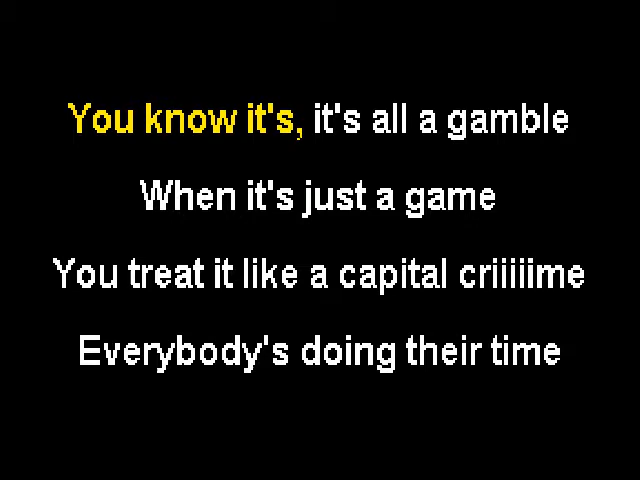 You know it's, it's all a gamble
When it's just a game
You treat it like a capital criiiiime
Everybody's doing their time